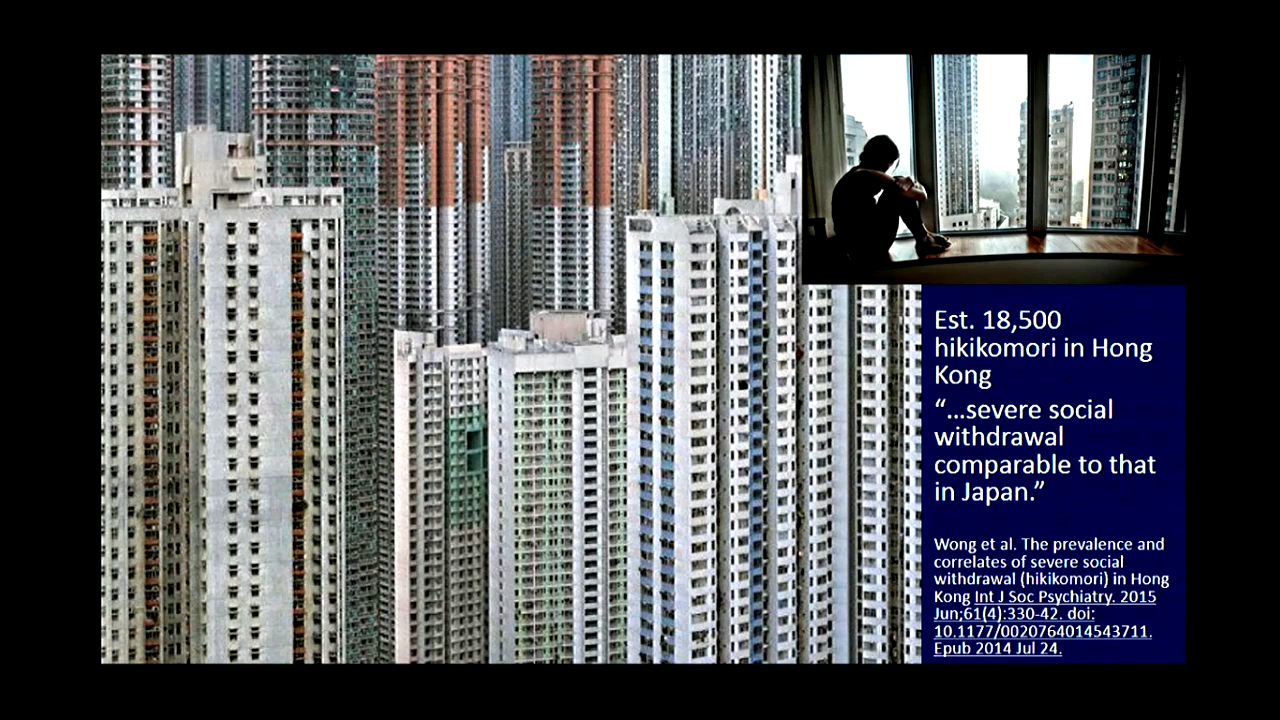 Est. 18,500
hikikomori in Hong
Kong
“…severe social
withdrawal
comparable to that
in Japan.”
Wong et al. The prevalence and
correlates of severe social
withdrawal (hikikomori) in Hong
Kong Int J Soc Psychiatry. 2015
Jun;61(4):330-42. doi:
10.1177/0020764014543711.
Epub 2014 Jul 24.